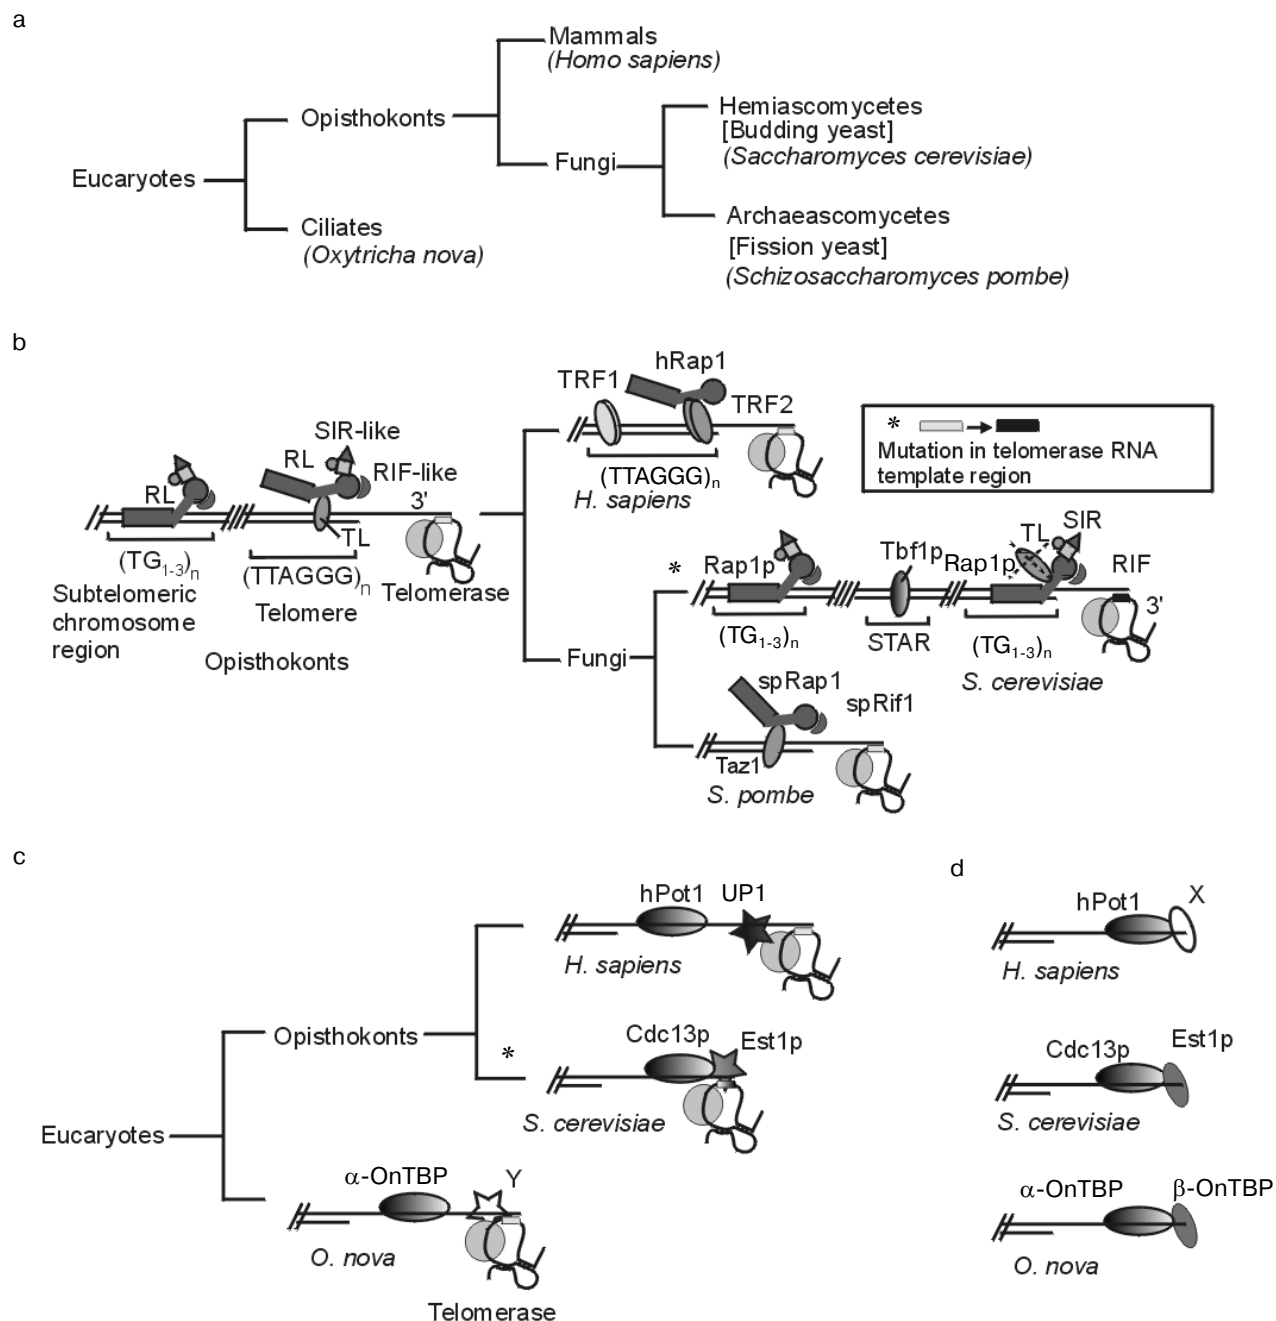 a
Mammals
(Homo sapiens)
Opisthokonts
Hemiascomycetes
[Budding yeast]
(Saccharomyces cerevisiae)
Fungi
Eucaryotes
Archaeascomycetes
[Fission yeast]
(Schizosaccharomyces pombe)
Ciliates
(Oxytricha nova)
b
hRap1
TRF1
TRF2
(TTAGGG)n
H. sapiens
*
Mutation in telomerase RNA
template region
SIR-like
RL
RIF-like
3'
RL
TL
(TG1-3)n
(TTAGGG)n
Telomerase
Subtelomeric
chromosome
region
Telomere
Opisthokonts
*
Rap1p
Tbf1p
Rap1p
TL
SIR
RIF
3'
(TG1-3)n
STAR
(TG1-3)n
S. cerevisiae
Fungi
spRap1
spRif1
Taz1
S. pombe
c
hPot1
UP1
H. sapiens
Opisthokonts
*
Cdc13p
Est1p
S. cerevisiae
Eucaryotes
α-OnTBP
Y
O. nova
Telomerase
d
hPot1
X
H. sapiens
Cdc13p
Est1p
S. cerevisiae
α-OnTBP
β-OnTBP
O. nova